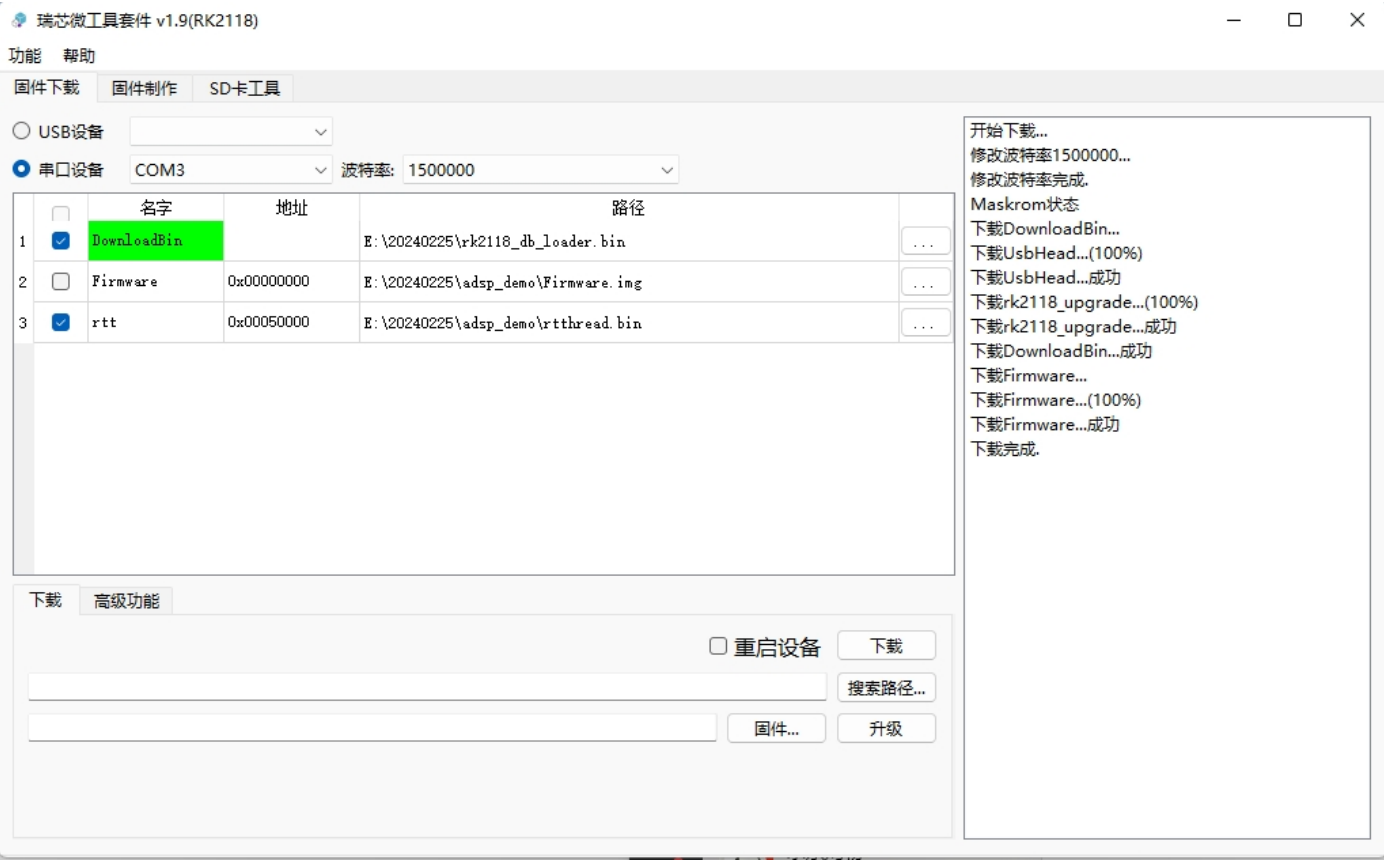 瑞芯微工具套件 v1.9(RK2118)
功能 帮助
固件下载 固件制作 SD卡工具
USB设备
串口设备 COM3 波特率: 1500000
名字 地址 路径
1 DownloadBin E:\20240225\rk2118_db_loader.bin ...
2 Firmware 0x00000000 E:\20240225\adsp_demo\Firmware.img ...
3 rtt 0x00050000 E:\20240225\adsp_demo\rtthread.bin ...
下载 高级功能
重启设备 下载
搜索路径...
固件... 升级
开始下载...
修改波特率1500000...
修改波特率完成.
Maskrom状态
下载DownloadBin...
下载UsbHead...(100%)
下载UsbHead...成功
下载rk2118_upgrade...(100%)
下载rk2118_upgrade...成功
下载DownloadBin...成功
下载Firmware...
下载Firmware...(100%)
下载Firmware...成功
下载完成.